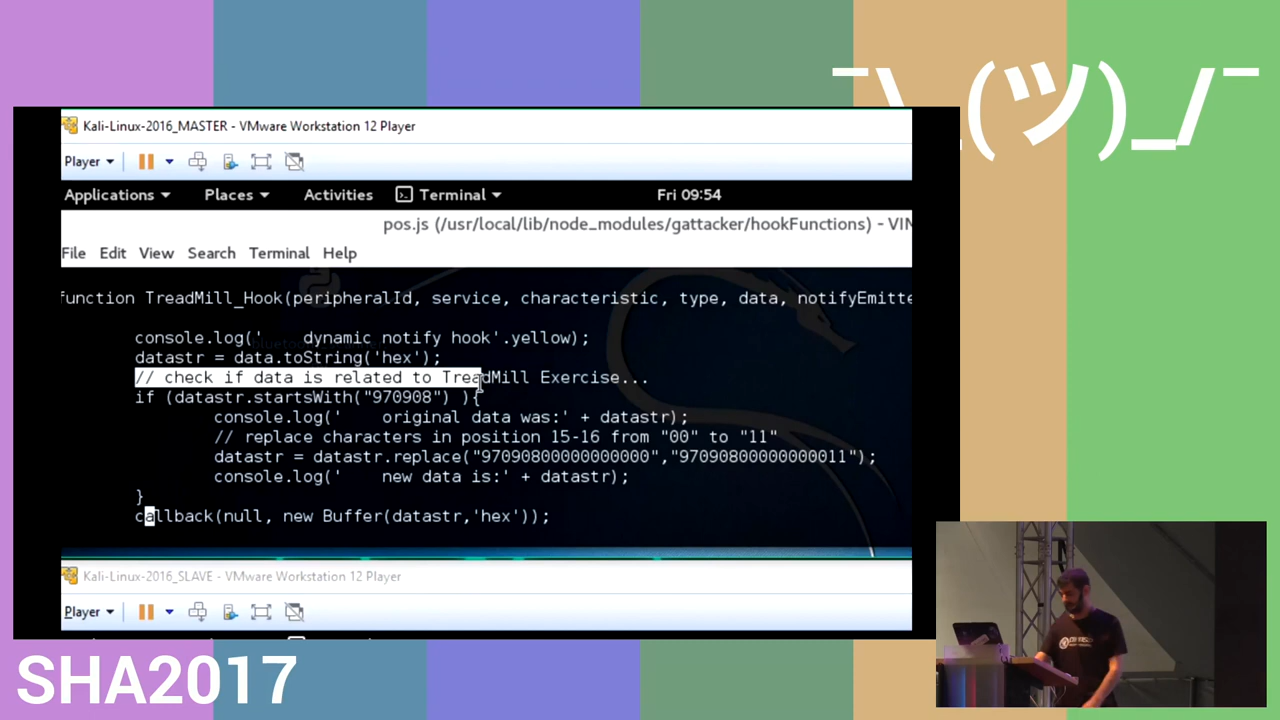 ¯\_(ツ)_/¯
Kali-Linux-2016_MASTER - VMware Workstation 12 Player
Player
Applications Places Activities Terminal Fri 09:54
pos.js (/usr/local/lib/node_modules/gattacker/hookFunctions) - VIM
File Edit View Search Terminal Help
function TreadMill_Hook(peripheralId, service, characteristic, type, data, notifyEmitte
console.log('    dynamic notify hook'.yellow);
datastr = data.toString('hex');
// check if data is related to TreadMill Exercise...
if (datastr.startsWith("970908") ){
console.log('    original data was:' + datastr);
// replace characters in position 15-16 from "00" to "11"
datastr = datastr.replace("97090800000000000","97090800000000011");
console.log('    new data is:' + datastr);
}
callback(null, new Buffer(datastr,'hex'));
Kali-Linux-2016_SLAVE - VMware Workstation 12 Player
Player
SHA2017